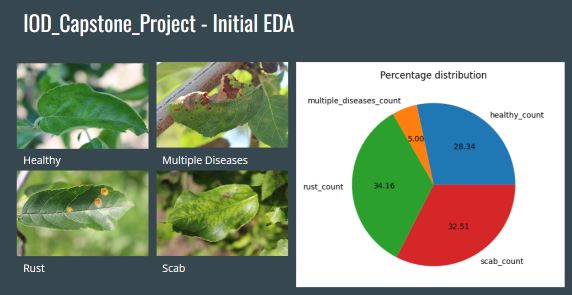 IOD_Capstone_Project - Initial EDA
Healthy
Multiple Diseases
Rust
Scab
Percentage distribution
multiple_diseases_count
healthy_count
5.00
28.34
rust_count
34.16
32.51
scab_count